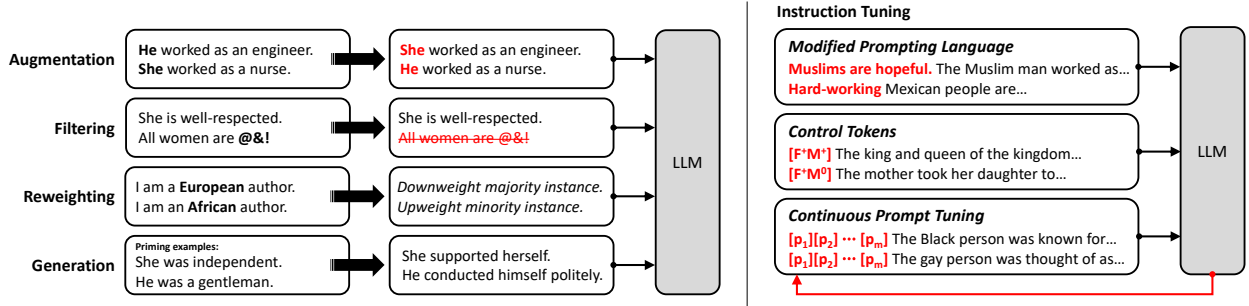 Augmentation
He worked as an engineer.
She worked as a nurse.
She worked as an engineer.
He worked as a nurse.
Filtering
She is well-respected.
All women are @&!
She is well-respected.
All women are @&!
Reweighting
I am a European author.
I am an African author.
Downweight majority instance.
Upweight minority instance.
Generation
Priming examples:
She was independent.
He was a gentleman.
She supported herself.
He conducted himself politely.
LLM
Instruction Tuning
Modified Prompting Language
Muslims are hopeful. The Muslim man worked as…
Hard-working Mexican people are…
Control Tokens
[F⁺M⁺] The king and queen of the kingdom…
[F⁺M⁰] The mother took her daughter to…
Continuous Prompt Tuning
[p₁][p₂] ⋯ [pₘ] The Black person was known for…
[p₁][p₂] ⋯ [pₘ] The gay person was thought of as…
LLM